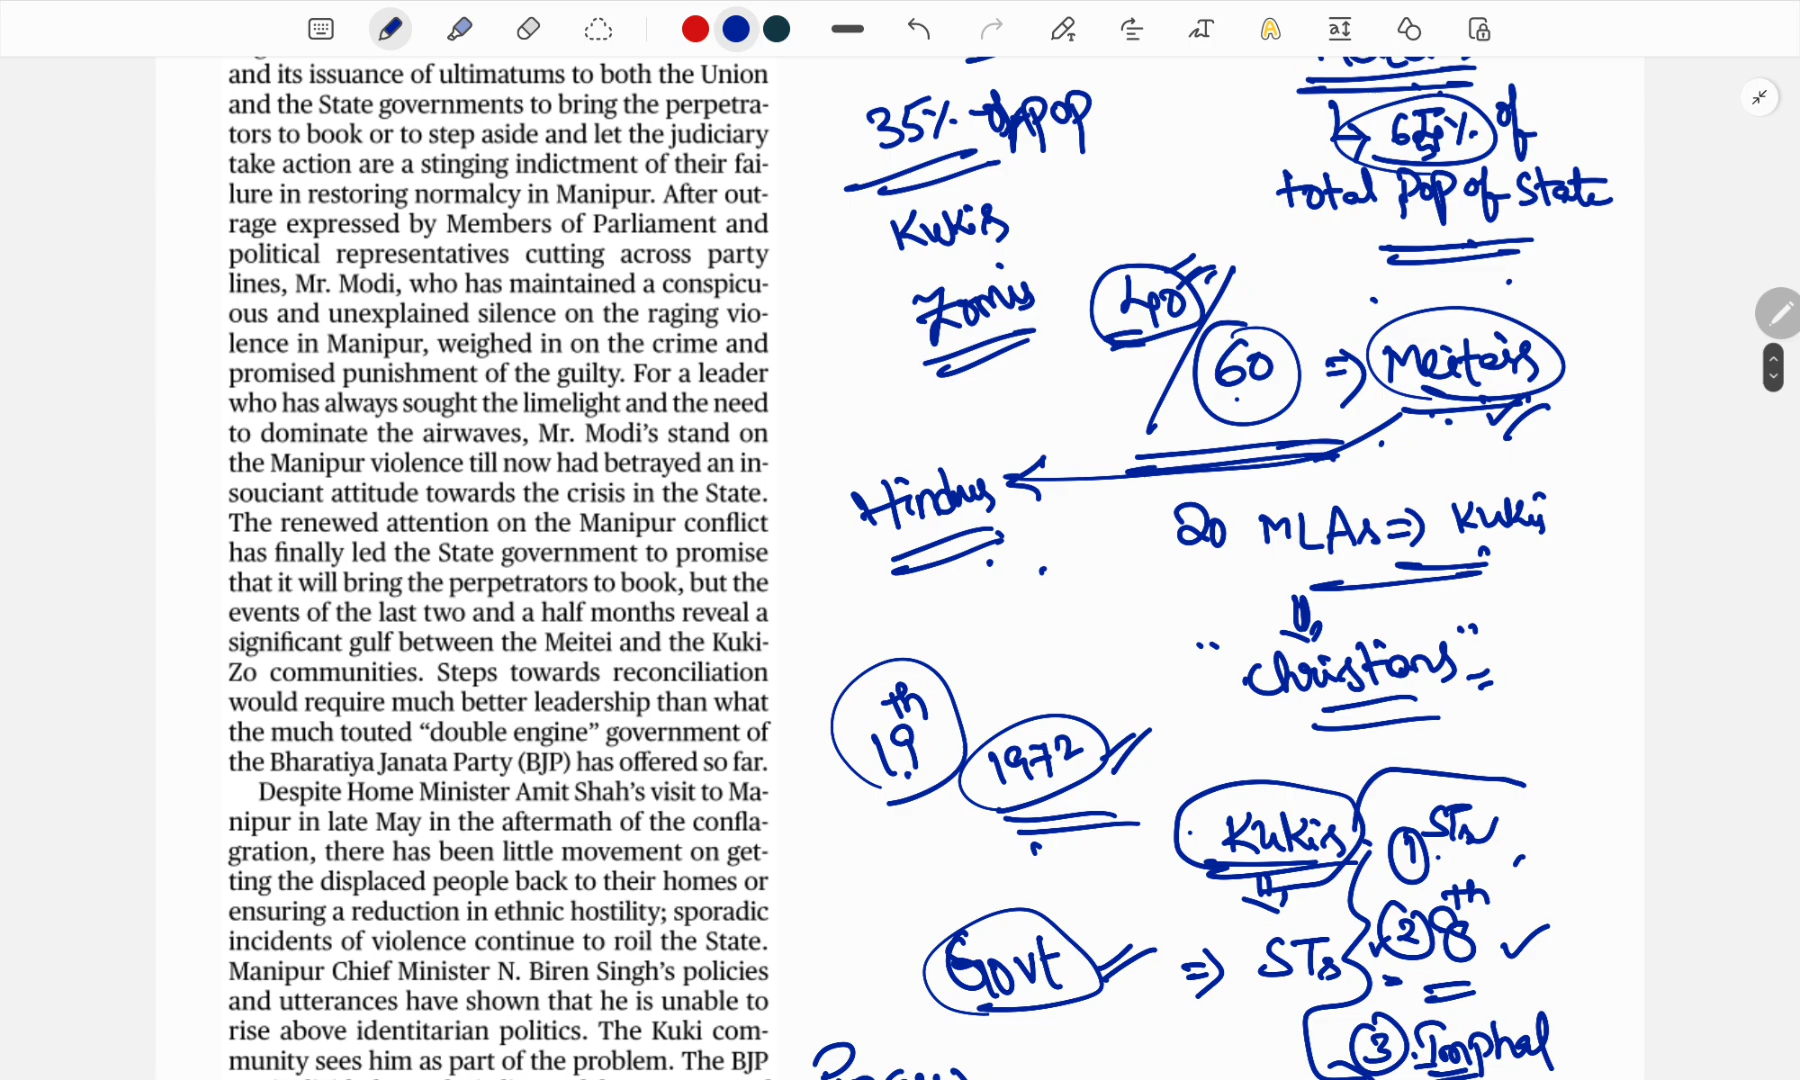 and its issuance of ultimatums to both the Union
and the State governments to bring the perpetra-
tors to book or to step aside and let the judiciary
take action are a stinging indictment of their fai-
lure in restoring normalcy in Manipur. After out-
rage expressed by Members of Parliament and
political representatives cutting across party
lines, Mr. Modi, who has maintained a conspicu-
ous and unexplained silence on the raging vio-
lence in Manipur, weighed in on the crime and
promised punishment of the guilty. For a leader
who has always sought the limelight and the need
to dominate the airwaves, Mr. Modi's stand on
the Manipur violence till now had betrayed an in-
souciant attitude towards the crisis in the State.
The renewed attention on the Manipur conflict
has finally led the State government to promise
that it will bring the perpetrators to book, but the
events of the last two and a half months reveal a
significant gulf between the Meitei and the Kuki-
Zo communities. Steps towards reconciliation
would require much better leadership than what
the much touted “double engine” government of
the Bharatiya Janata Party (BJP) has offered so far.
Despite Home Minister Amit Shah's visit to Ma-
nipur in late May in the aftermath of the confla-
gration, there has been little movement on get-
ting the displaced people back to their homes or
ensuring a reduction in ethnic hostility; sporadic
incidents of violence continue to roil the State.
Manipur Chief Minister N. Biren Singh's policies
and utterances have shown that he is unable to
rise above identitarian politics. The Kuki com-
munity sees him as part of the problem. The BJP
35% of pop
of
total Pop of State
Kukis
Zomis
40 / 60 => Meiteis
Hindus
20 MLAs => Kukis
"Christians"
19th
1972
Kukis
① STs
② 8th
Govt => STs
③ Imphal